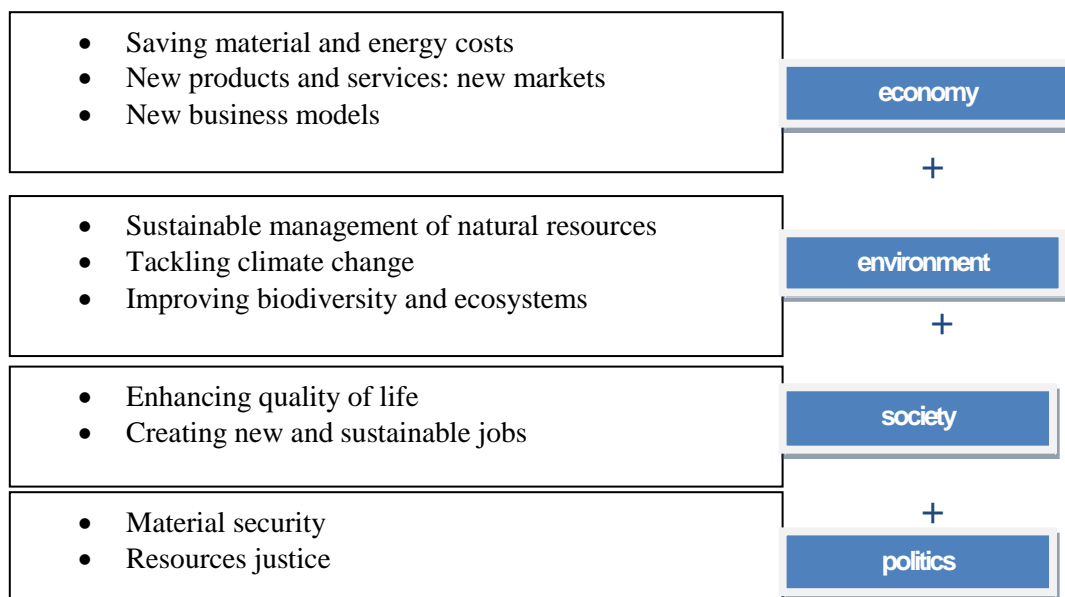 • Saving material and energy costs
• New products and services: new markets
• New business models
economy
+
• Sustainable management of natural resources
• Tackling climate change
• Improving biodiversity and ecosystems
environment
+
• Enhancing quality of life
• Creating new and sustainable jobs
society
+
• Material security
• Resources justice
politics